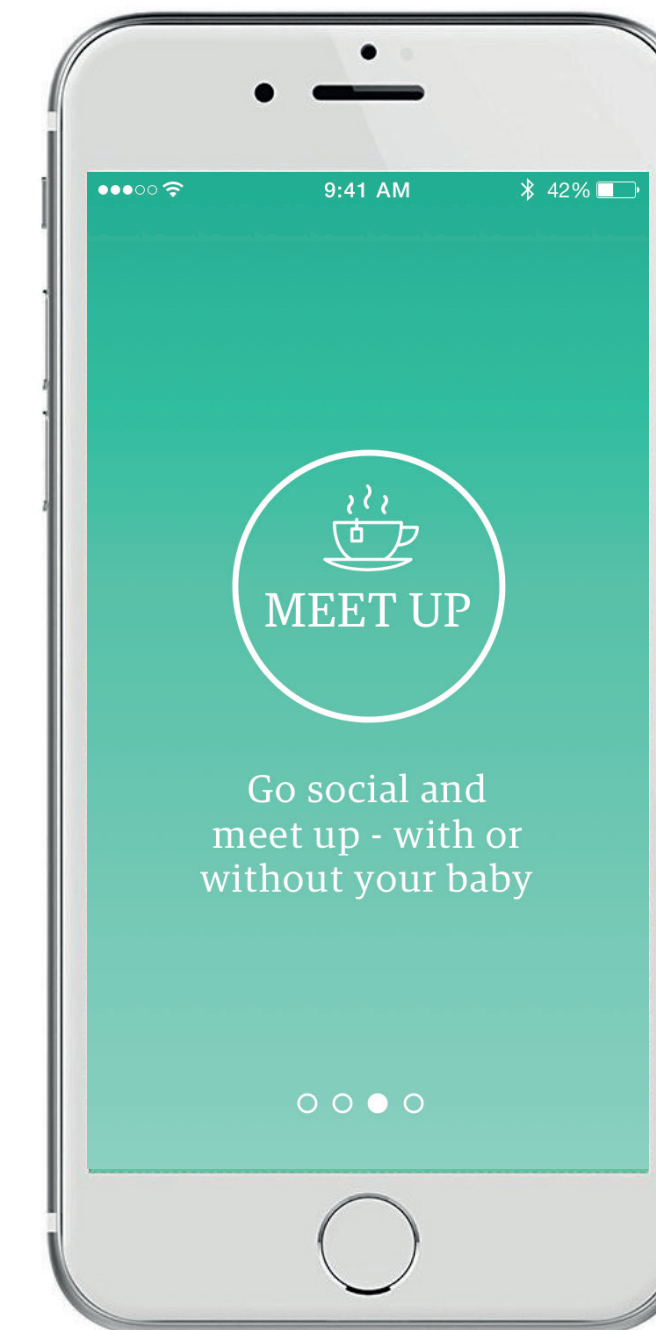 9:41 AM 42%
MEET UP
Go social and
meet up - with or
without your baby